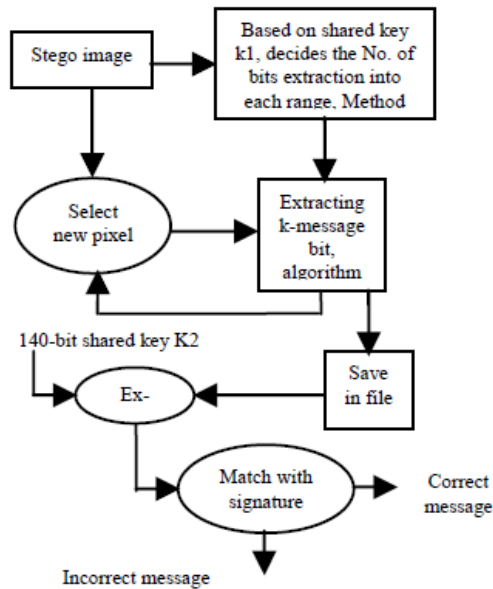 Stego image
Based on shared key
k1, decides the No. of
bits extraction into
each range, Method
Select
new pixel
Extracting
k-message
bit,
algorithm
140-bit shared key K2
Ex-
Save
in file
Match with
signature
Correct
message
Incorrect message